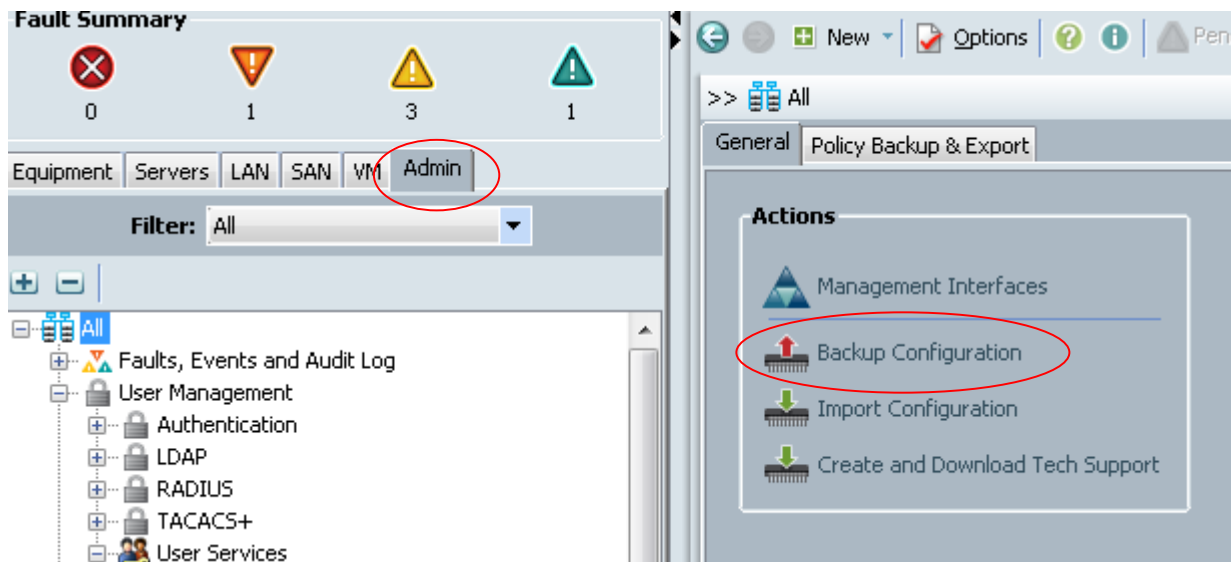 Fault Summary
0 1 3 1
Equipment Servers LAN SAN VM Admin
Filter: All
All
Faults, Events and Audit Log
User Management
Authentication
LDAP
RADIUS
TACACS+
User Services
New Options Pen
>> All
General Policy Backup & Export
Actions
Management Interfaces
Backup Configuration
Import Configuration
Create and Download Tech Support